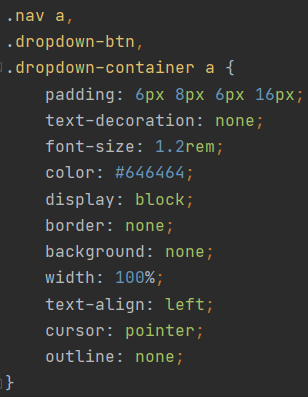 .nav a,
.dropdown-btn,
.dropdown-container a {
    padding: 6px 8px 6px 16px;
    text-decoration: none;
    font-size: 1.2rem;
    color: #646464;
    display: block;
    border: none;
    background: none;
    width: 100%;
    text-align: left;
    cursor: pointer;
    outline: none;
}